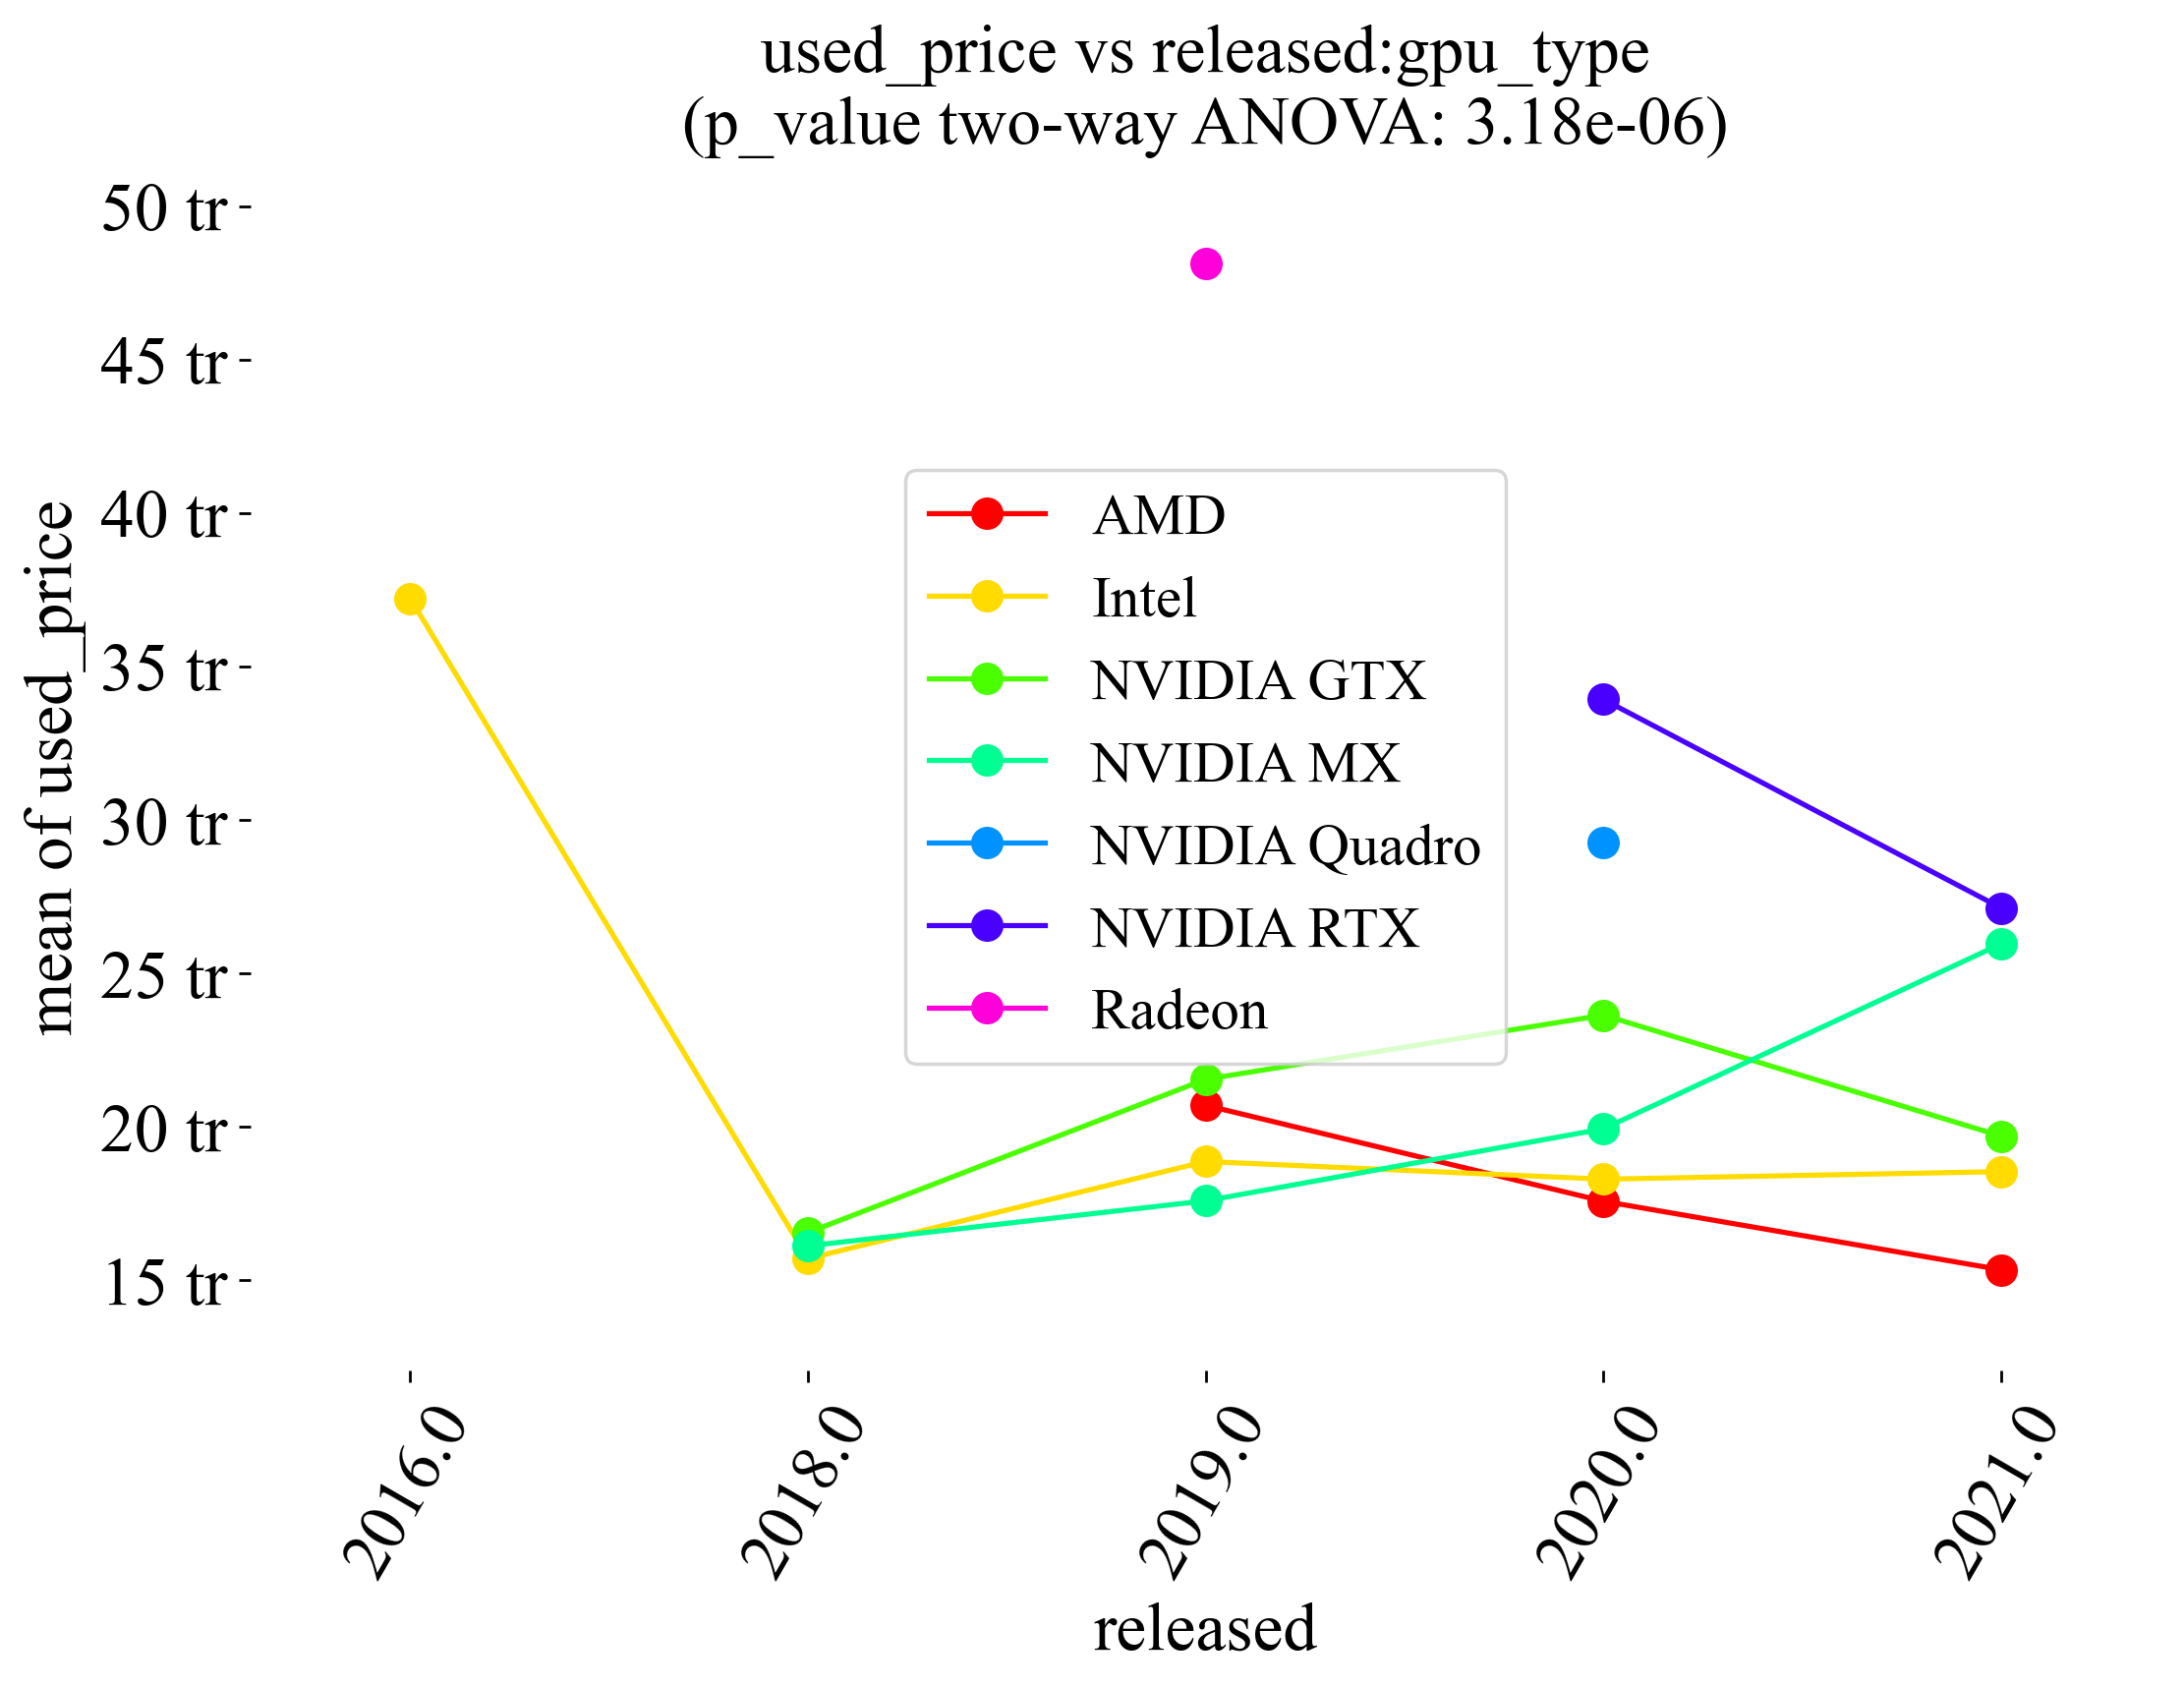 used_price vs released:gpu_type
(p_value two-way ANOVA: 3.18e-06)
mean of used_price
50 tr
45 tr
40 tr
35 tr
30 tr
25 tr
20 tr
15 tr
AMD
Intel
NVIDIA GTX
NVIDIA MX
NVIDIA Quadro
NVIDIA RTX
Radeon
2016.0
2018.0
2019.0
2020.0
2021.0
released